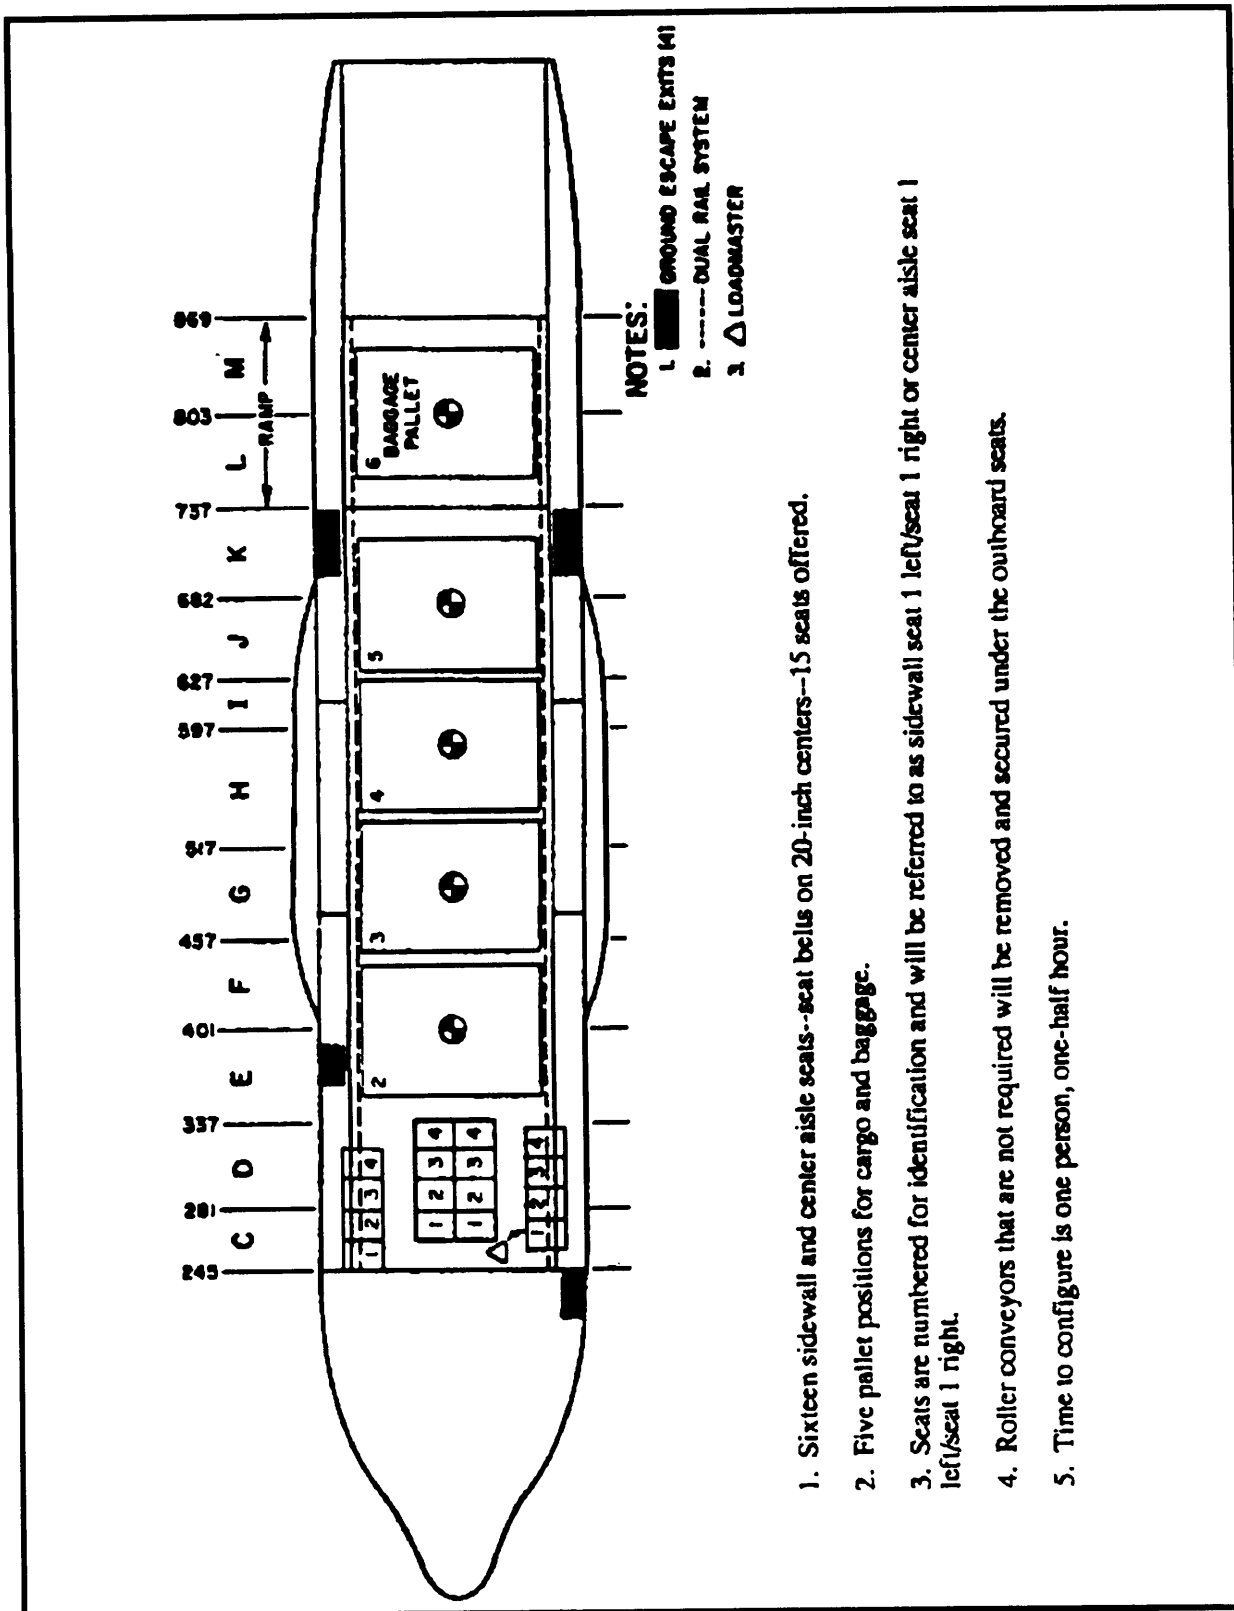 245 281 337 401 457 517 597 627 682 737 803 869
C D E F G H I J K L M
RAMP
1 2 3 4
1 2 3 4
1 2 3 4
1 2 3 4
2
3
4
5
6
BAGGAGE
PALLET
NOTES:
1. GROUND ESCAPE EXITS (4)
2. -----DUAL RAIL SYSTEM
3. △ LOADMASTER
1. Sixteen sidewall and center aisle seats--seat belts on 20-inch centers--15 seats offered.
2. Five pallet positions for cargo and baggage.
3. Seats are numbered for identification and will be referred to as sidewall seat 1 left/seat 1 right or center aisle seat 1
left/seat 1 right.
4. Roller conveyors that are not required will be removed and secured under the outboard seats.
5. Time to configure is one person, one-half hour.